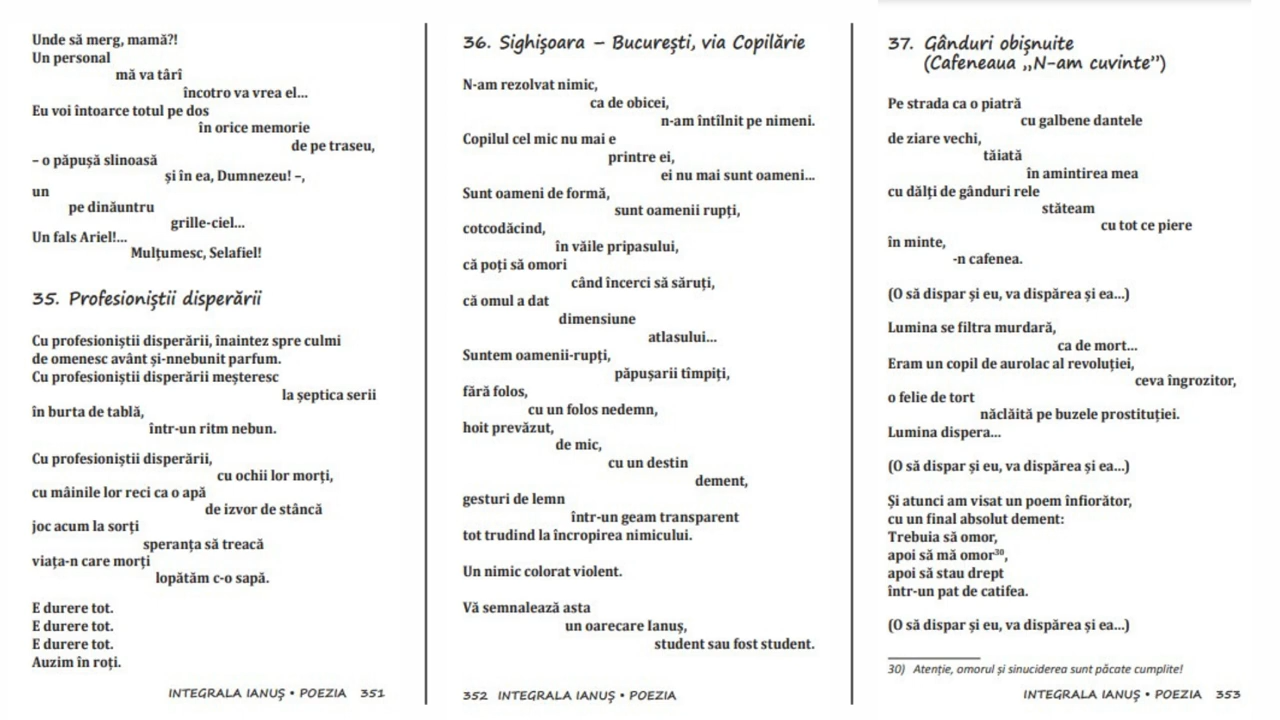 Unde să merg, mamă?!
Un personal
mă va târî
încotro va vrea el...
Eu voi întoarce totul pe dos
în orice memorie
de pe traseu,
– o păpușă slinoasă
și în ea, Dumnezeu! –,
un
pe dinăuntru
grille-ciel...
Un fals Ariel!...
Mulțumesc, Selafiel!
35. Profesioniștii disperării
Cu profesioniștii disperării, înaintez spre culmi
de omenesc avânt și-nnebunit parfum.
Cu profesioniștii disperării meșteresc
la șeptica serii
în burta de tablă,
într-un ritm nebun.
Cu profesioniștii disperării,
cu ochii lor morți,
cu mâinile lor reci ca o apă
de izvor de stâncă
joc acum la sorți
speranța să treacă
viața-n care morți
lopătăm c-o sapă.
E durere tot.
E durere tot.
E durere tot.
Auzim în roți.
INTEGRALA IANUȘ • POEZIA 351
36. Sighișoara – București, via Copilărie
N-am rezolvat nimic,
ca de obicei,
n-am întîlnit pe nimeni.
Copilul cel mic nu mai e
printre ei,
ei nu mai sunt oameni...
Sunt oameni de formă,
sunt oamenii rupți,
cotcodăcind,
în văile pripasului,
că poți să omori
când încerci să săruți,
că omul a dat
dimensiune
atlasului...
Suntem oamenii-rupți,
păpușarii tîmpiți,
fără folos,
cu un folos nedemn,
hoit prevăzut,
de mic,
cu un destin
dement,
gesturi de lemn
într-un geam transparent
tot trudind la încropirea nimicului.
Un nimic colorat violent.
Vă semnalează asta
un oarecare Ianuș,
student sau fost student.
352 INTEGRALA IANUȘ • POEZIA
37. Gânduri obișnuite
(Cafeneaua „N-am cuvinte”)
Pe strada ca o piatră
cu galbene dantele
de ziare vechi,
tăiată
în amintirea mea
cu dălți de gânduri rele
stăteam
cu tot ce piere
în minte,
-n cafenea.
(O să dispar și eu, va dispărea și ea...)
Lumina se filtra murdară,
ca de mort...
Eram un copil de aurolac al revoluției,
ceva îngrozitor,
o felie de tort
năclăită pe buzele prostituției.
Lumina dispera...
(O să dispar și eu, va dispărea și ea...)
Și atunci am visat un poem înfiorător,
cu un final absolut dement:
Trebuia să omor,
apoi să mă omor³⁰,
apoi să stau drept
într-un pat de catifea.
(O să dispar și eu, va dispărea și ea...)
30) Atenție, omorul și sinuciderea sunt păcate cumplite!
INTEGRALA IANUȘ • POEZIA 353